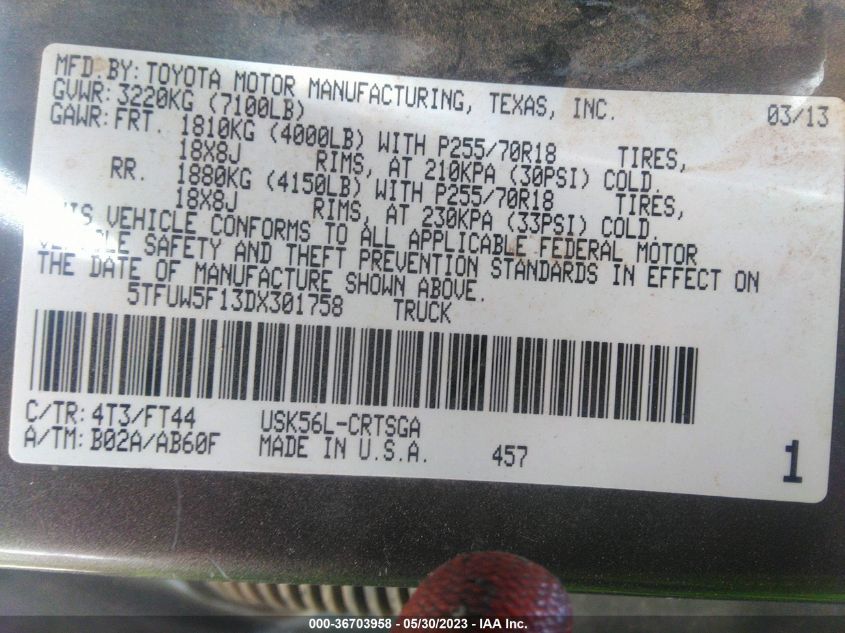 MFD. BY: TOYOTA MOTOR MANUFACTURING, TEXAS, INC. 03/13
GVWR: 3220KG (7100LB)
GAWR: FRT. 1810KG (4000LB) WITH P255/70R18 TIRES,
18X8J RIMS, AT 210KPA (30PSI) COLD.
RR. 1880KG (4150LB) WITH P255/70R18 TIRES,
18X8J RIMS, AT 230KPA (33PSI) COLD.
THIS VEHICLE CONFORMS TO ALL APPLICABLE FEDERAL MOTOR
VEHICLE SAFETY AND THEFT PREVENTION STANDARDS IN EFFECT ON
THE DATE OF MANUFACTURE SHOWN ABOVE.
5TFUW5F13DX301758 TRUCK
C/TR: 4T3/FT44 USK56L-CRTSGA
A/TM: B02A/AB60F MADE IN U.S.A. 457 1
000-36703958 - 05/30/2023 - IAA Inc.